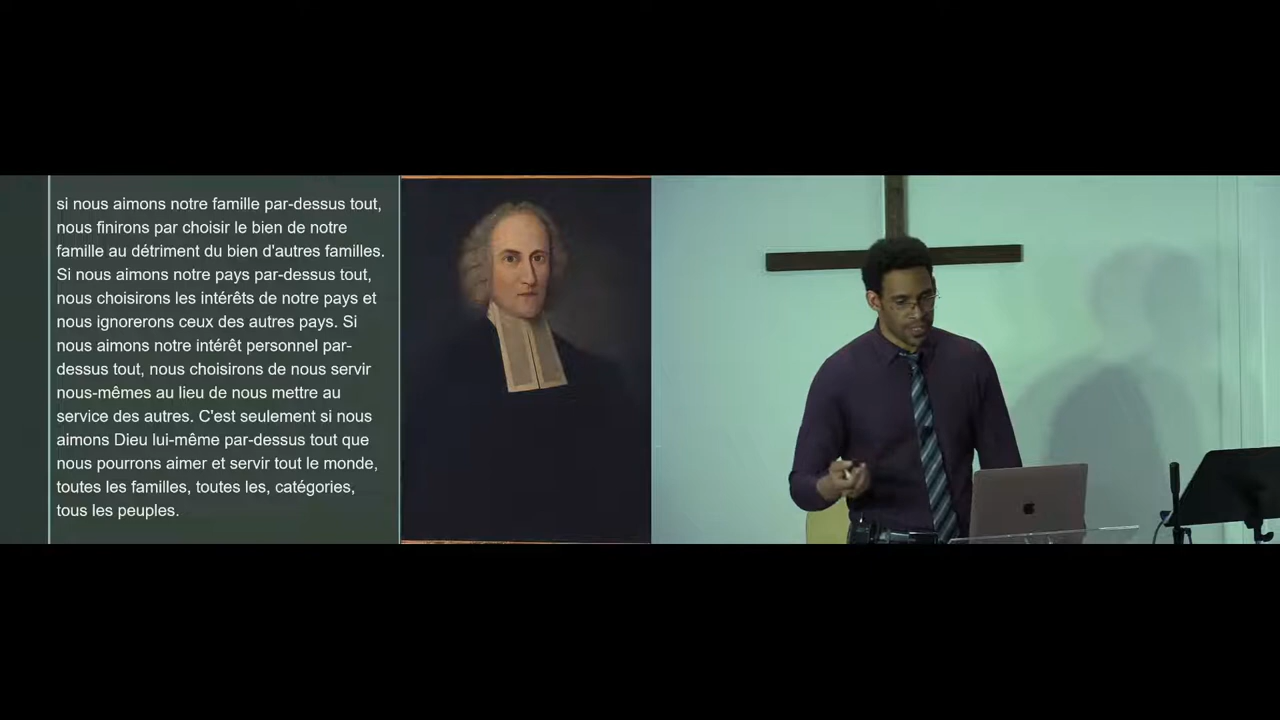 si nous aimons notre famille par-dessus tout,
nous finirons par choisir le bien de notre
famille au détriment du bien d'autres familles.
Si nous aimons notre pays par-dessus tout,
nous choisirons les intérêts de notre pays et
nous ignorerons ceux des autres pays. Si
nous aimons notre intérêt personnel par-
dessus tout, nous choisirons de nous servir
nous-mêmes au lieu de nous mettre au
service des autres. C'est seulement si nous
aimons Dieu lui-même par-dessus tout que
nous pourrons aimer et servir tout le monde,
toutes les familles, toutes les, catégories,
tous les peuples.